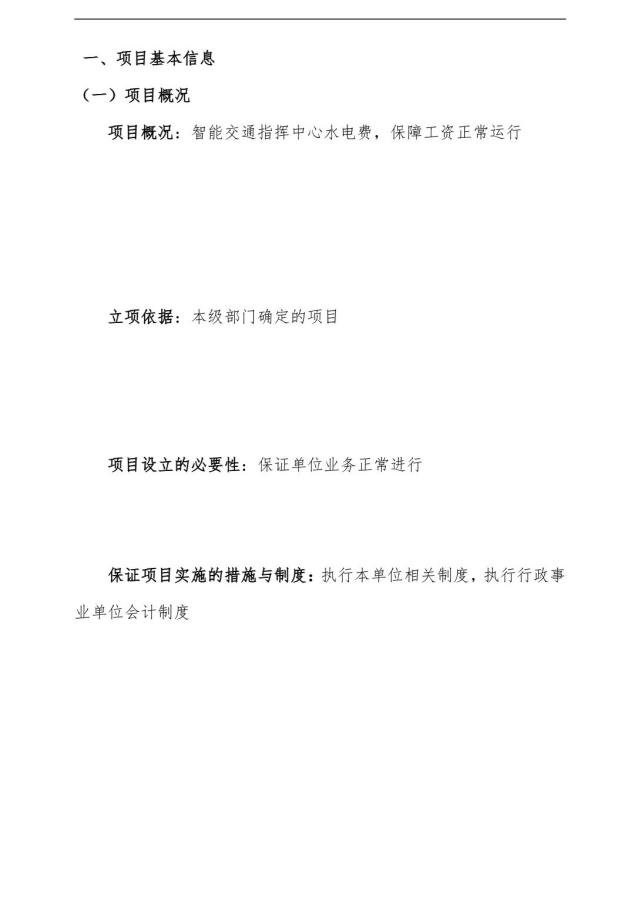 一、项目基本信息
（一）项目概况
项目概况：智能交通指挥中心水电费，保障工资正常运行
立项依据：本级部门确定的项目
项目设立的必要性：保证单位业务正常进行
保证项目实施的措施与制度：执行本单位相关制度，执行行政事
业单位会计制度